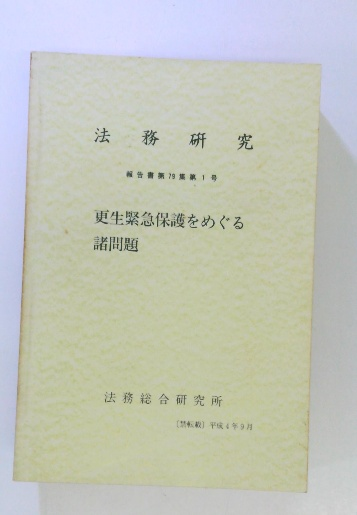 法務研究
報告書第79集第1号
更生緊急保護をめぐる
諸問題
法務総合研究所
〔禁転載〕平成4年9月